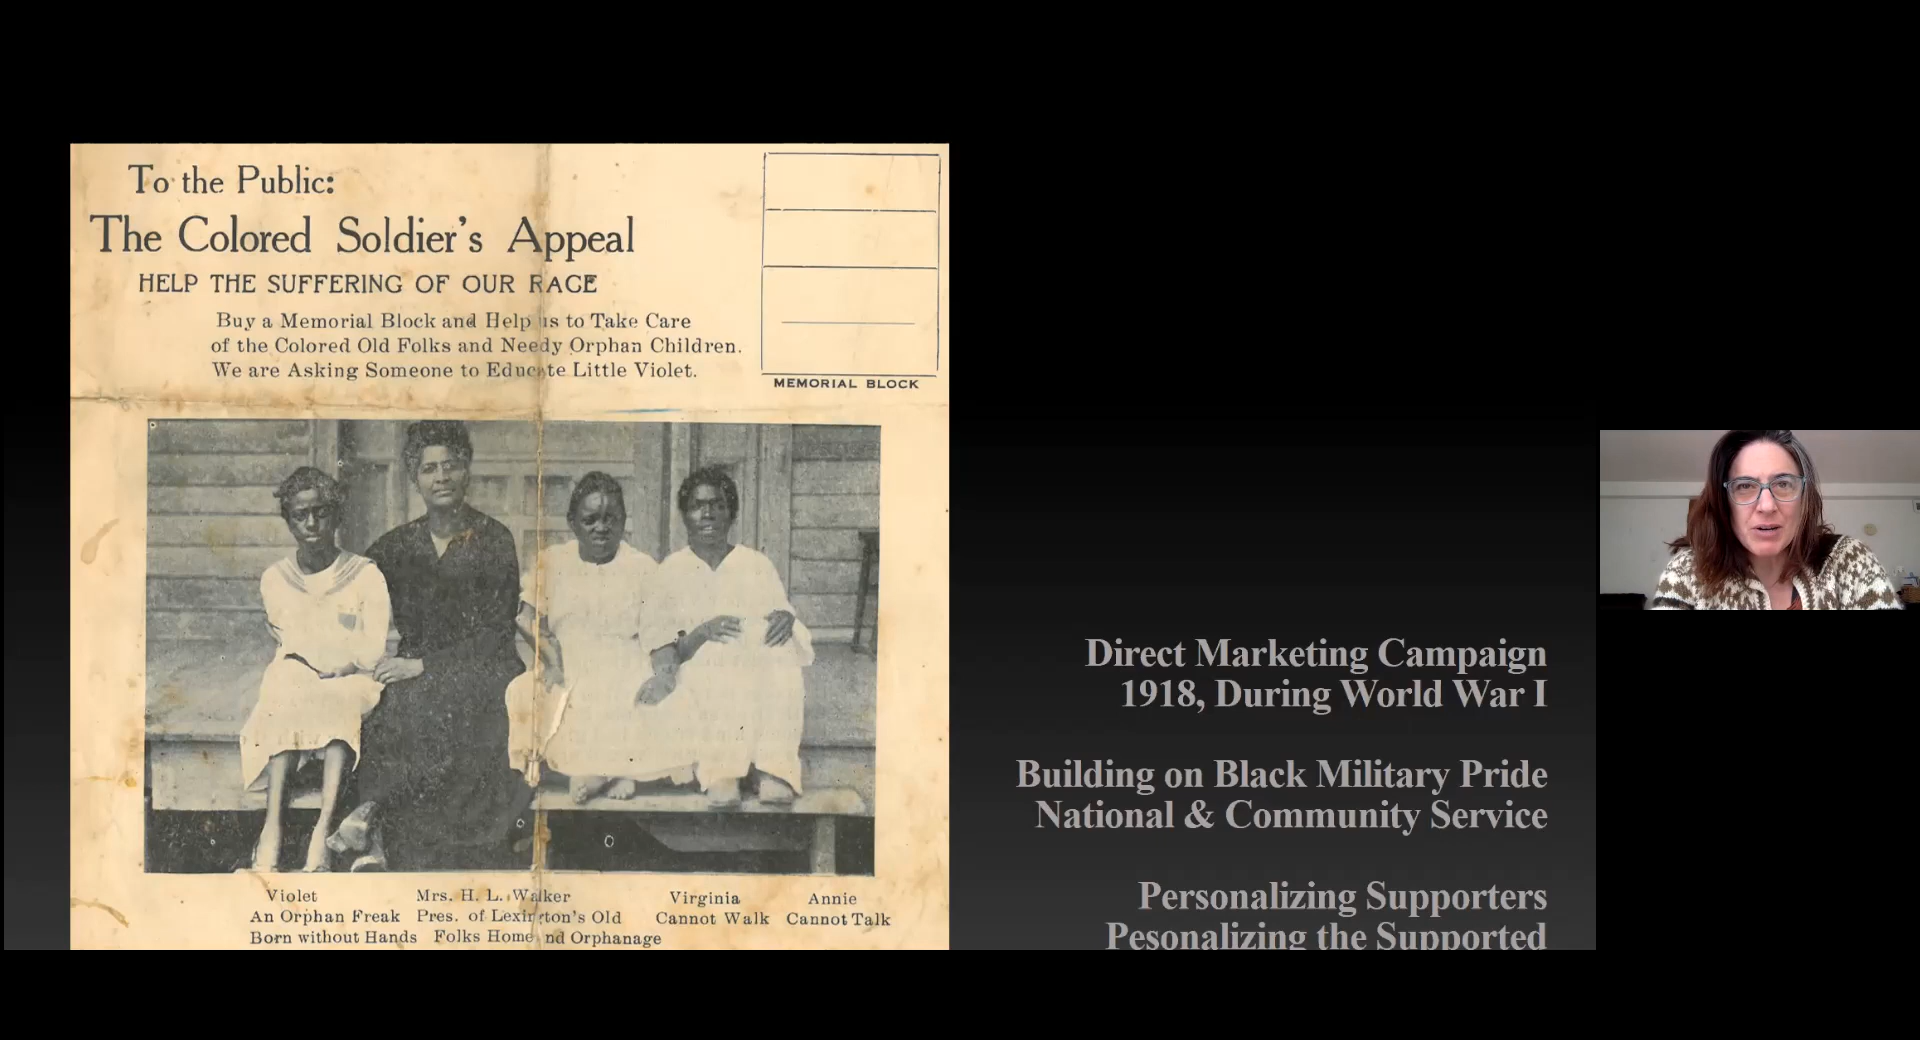 To the Public:
The Colored Soldier's Appeal
HELP THE SUFFERING OF OUR RACE
Buy a Memorial Block and Help us to Take Care
of the Colored Old Folks and Needy Orphan Children.
We are Asking Someone to Educate Little Violet.
MEMORIAL BLOCK
Violet
An Orphan Freak
Born without Hands
Mrs. H. L. Walker
Pres. of Lexington's Old
Folks Home nd Orphanage
Virginia
Cannot Walk
Annie
Cannot Talk
Direct Marketing Campaign
1918, During World War I
Building on Black Military Pride
National & Community Service
Personalizing Supporters
Pesonalizing the Supported